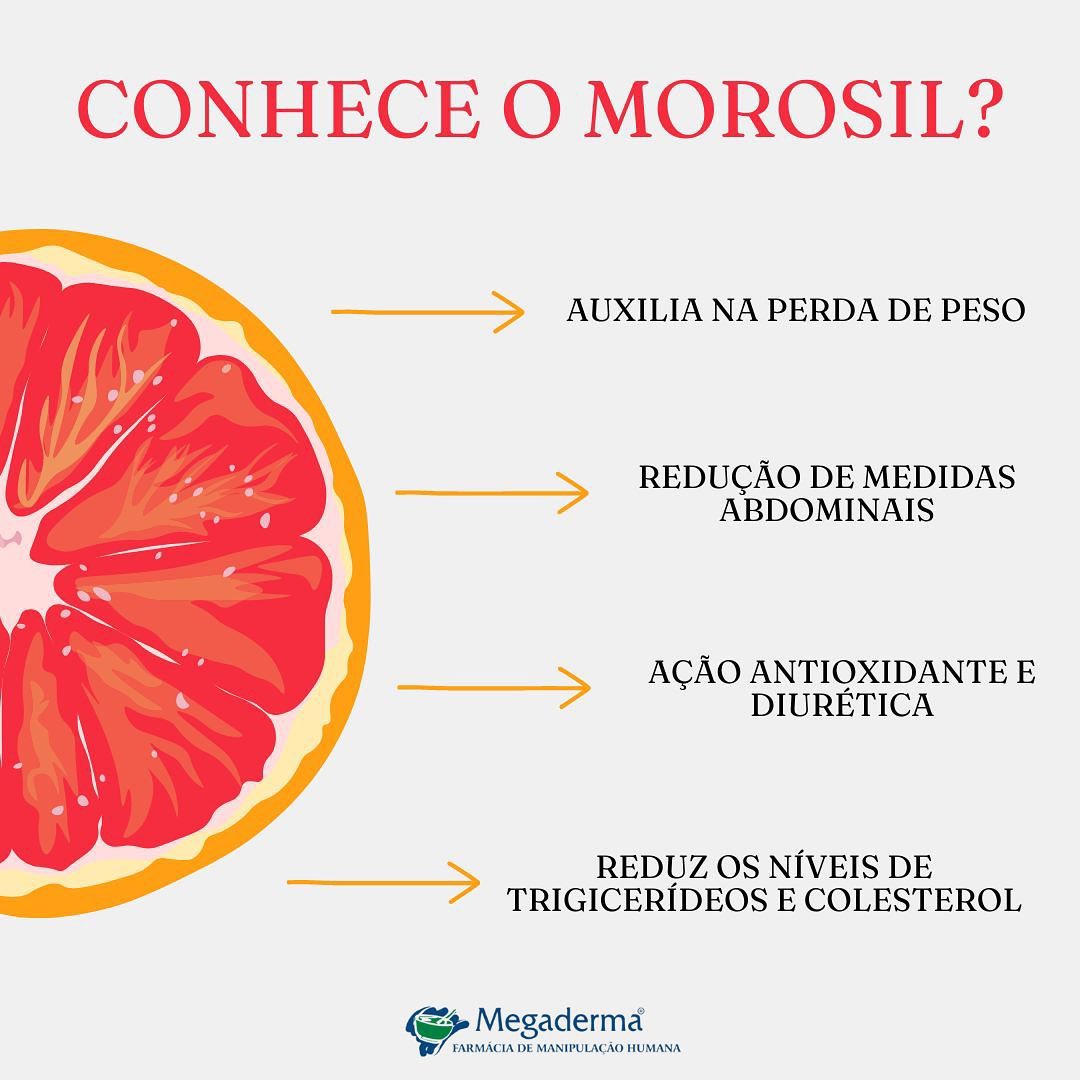 CONHECE O MOROSIL?
AUXILIA NA PERDA DE PESO
REDUÇÃO DE MEDIDAS
ABDOMINAIS
AÇÃO ANTIOXIDANTE E
DIURÉTICA
REDUZ OS NÍVEIS DE
TRIGICERÍDEOS E COLESTEROL
Megaderma®
FARMÁCIA DE MANIPULAÇÃO HUMANA